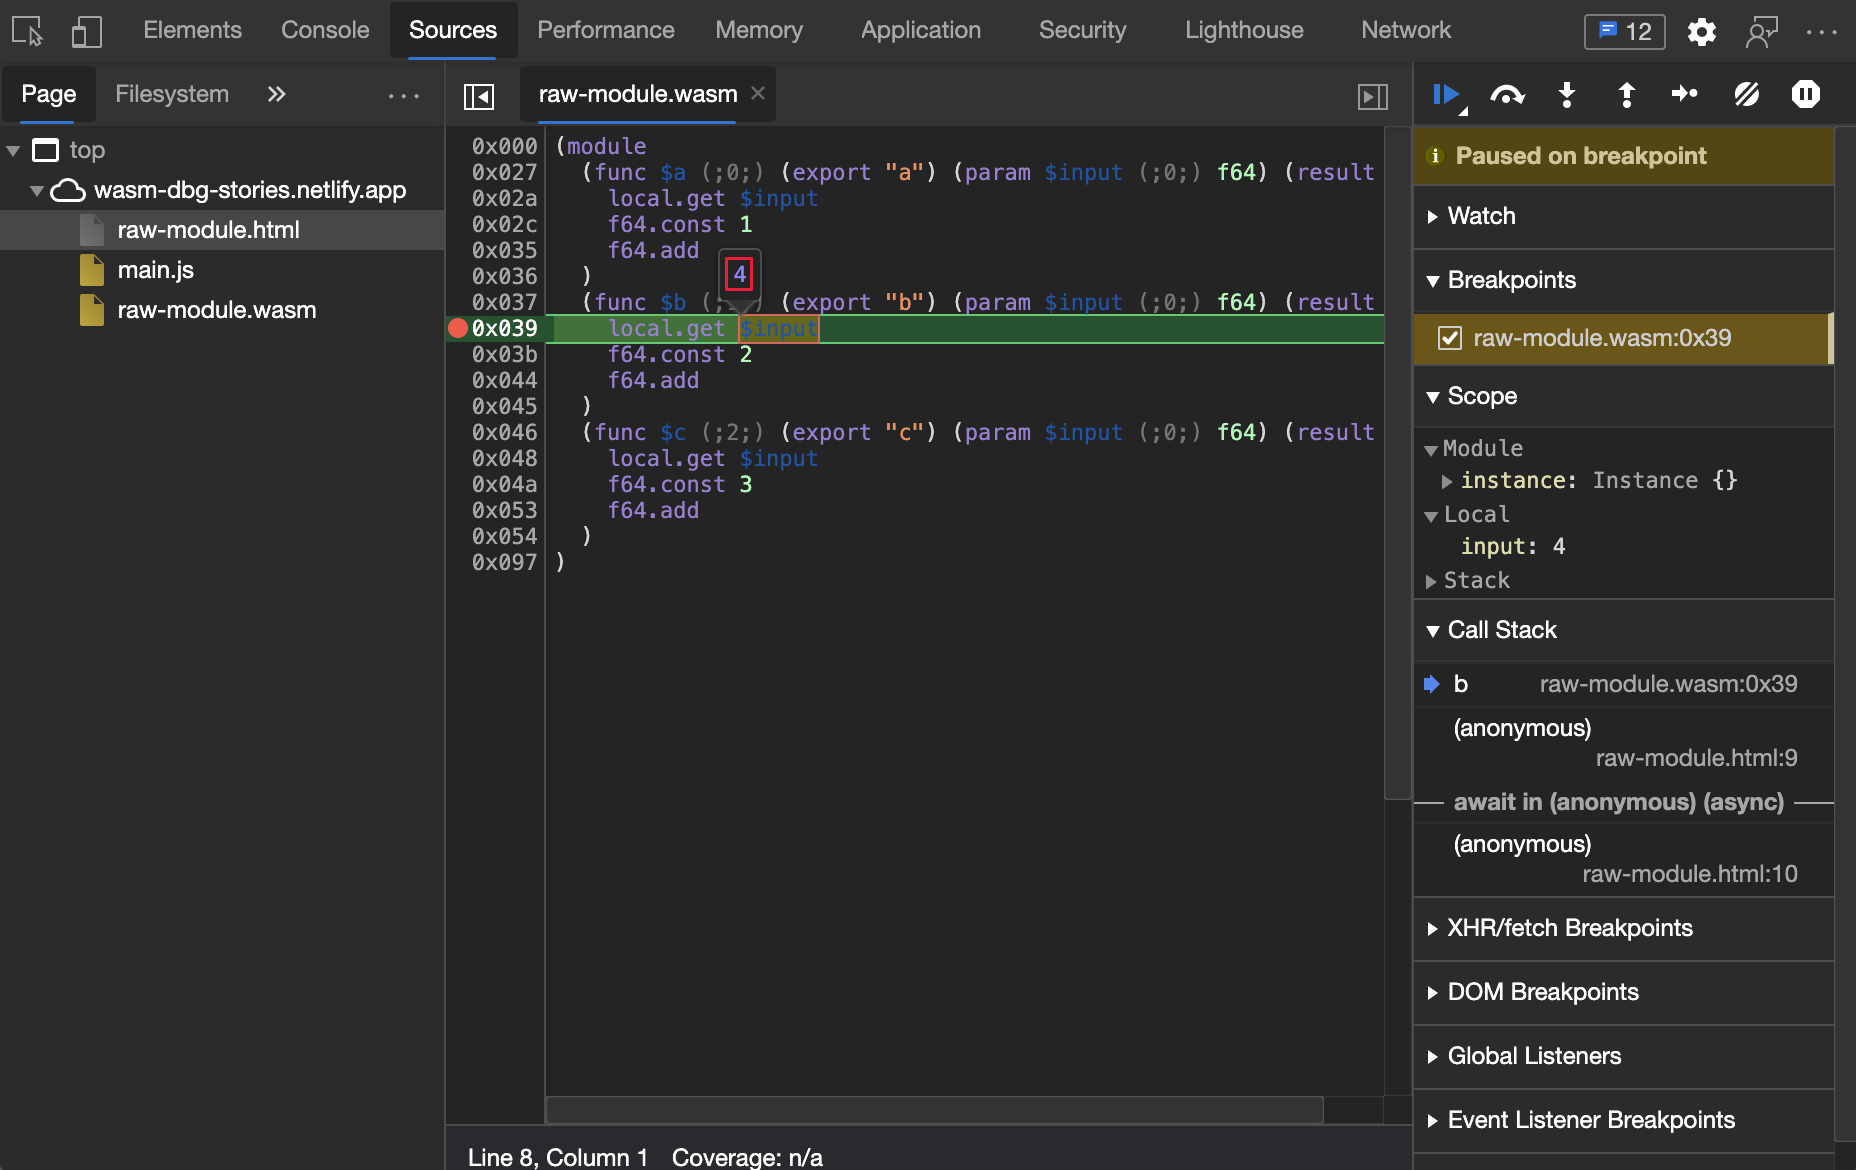 Elements Console Sources Performance Memory Application Security Lighthouse Network 12
Page Filesystem
raw-module.wasm
top
wasm-dbg-stories.netlify.app
raw-module.html
main.js
raw-module.wasm
0x000 (module
0x027 (func $a (;0;) (export "a") (param $input (;0;) f64) (result
0x02a local.get $input
0x02c f64.const 1
0x035 f64.add
0x036 )
4
0x037 (func $b (; ) (export "b") (param $input (;0;) f64) (result
0x039 local.get $input
0x03b f64.const 2
0x044 f64.add
0x045 )
0x046 (func $c (;2;) (export "c") (param $input (;0;) f64) (result
0x048 local.get $input
0x04a f64.const 3
0x053 f64.add
0x054 )
0x097 )
Line 8, Column 1 Coverage: n/a
Paused on breakpoint
Watch
Breakpoints
raw-module.wasm:0x39
Scope
Module
instance: Instance {}
Local
input: 4
Stack
Call Stack
b raw-module.wasm:0x39
(anonymous)
raw-module.html:9
await in (anonymous) (async)
(anonymous)
raw-module.html:10
XHR/fetch Breakpoints
DOM Breakpoints
Global Listeners
Event Listener Breakpoints